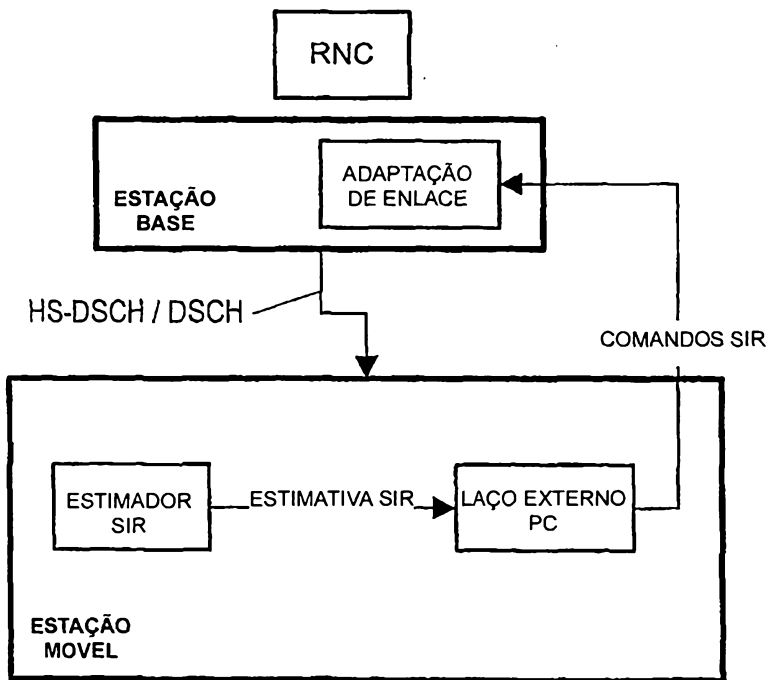 RNC
ADAPTAÇÃO
DE ENLACE
ESTAÇÃO
BASE
HS-DSCH / DSCH
COMANDOS SIR
ESTIMADOR
SIR
ESTIMATIVA SIR
LAÇO EXTERNO
PC
ESTAÇÃO
MOVEL